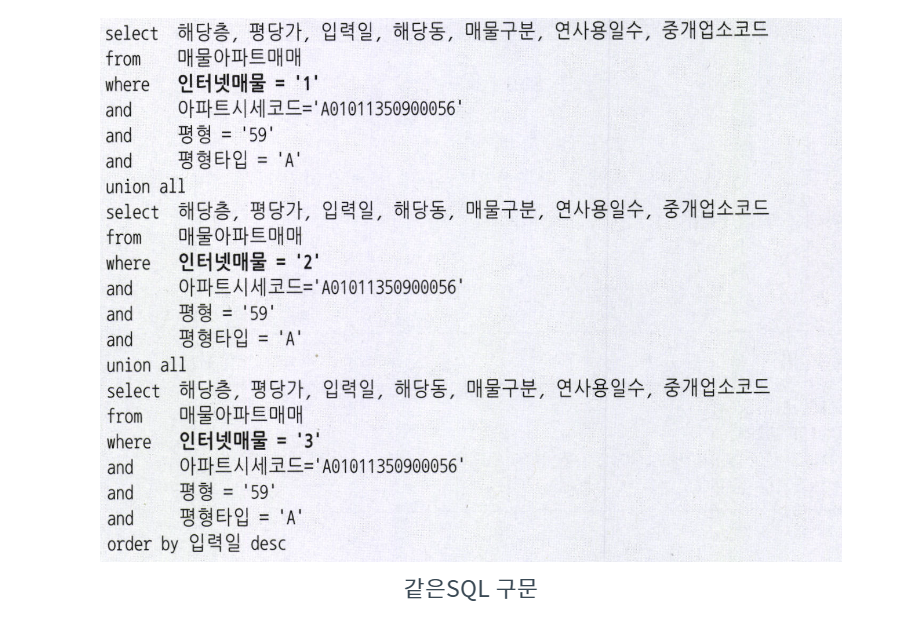 select 해당층, 평당가, 입력일, 해당동, 매물구분, 연사용일수, 중개업소코드
from 매물아파트매매
where 인터넷매물 = '1'
and 아파트시세코드='A01011350900056'
and 평형 = '59'
and 평형타입 = 'A'
union all
select 해당층, 평당가, 입력일, 해당동, 매물구분, 연사용일수, 중개업소코드
from 매물아파트매매
where 인터넷매물 = '2'
and 아파트시세코드='A01011350900056'
and 평형 = '59'
and 평형타입 = 'A'
union all
select 해당층, 평당가, 입력일, 해당동, 매물구분, 연사용일수, 중개업소코드
from 매물아파트매매
where 인터넷매물 = '3'
and 아파트시세코드='A01011350900056'
and 평형 = '59'
and 평형타입 = 'A'
order by 입력일 desc
같은SQL 구문